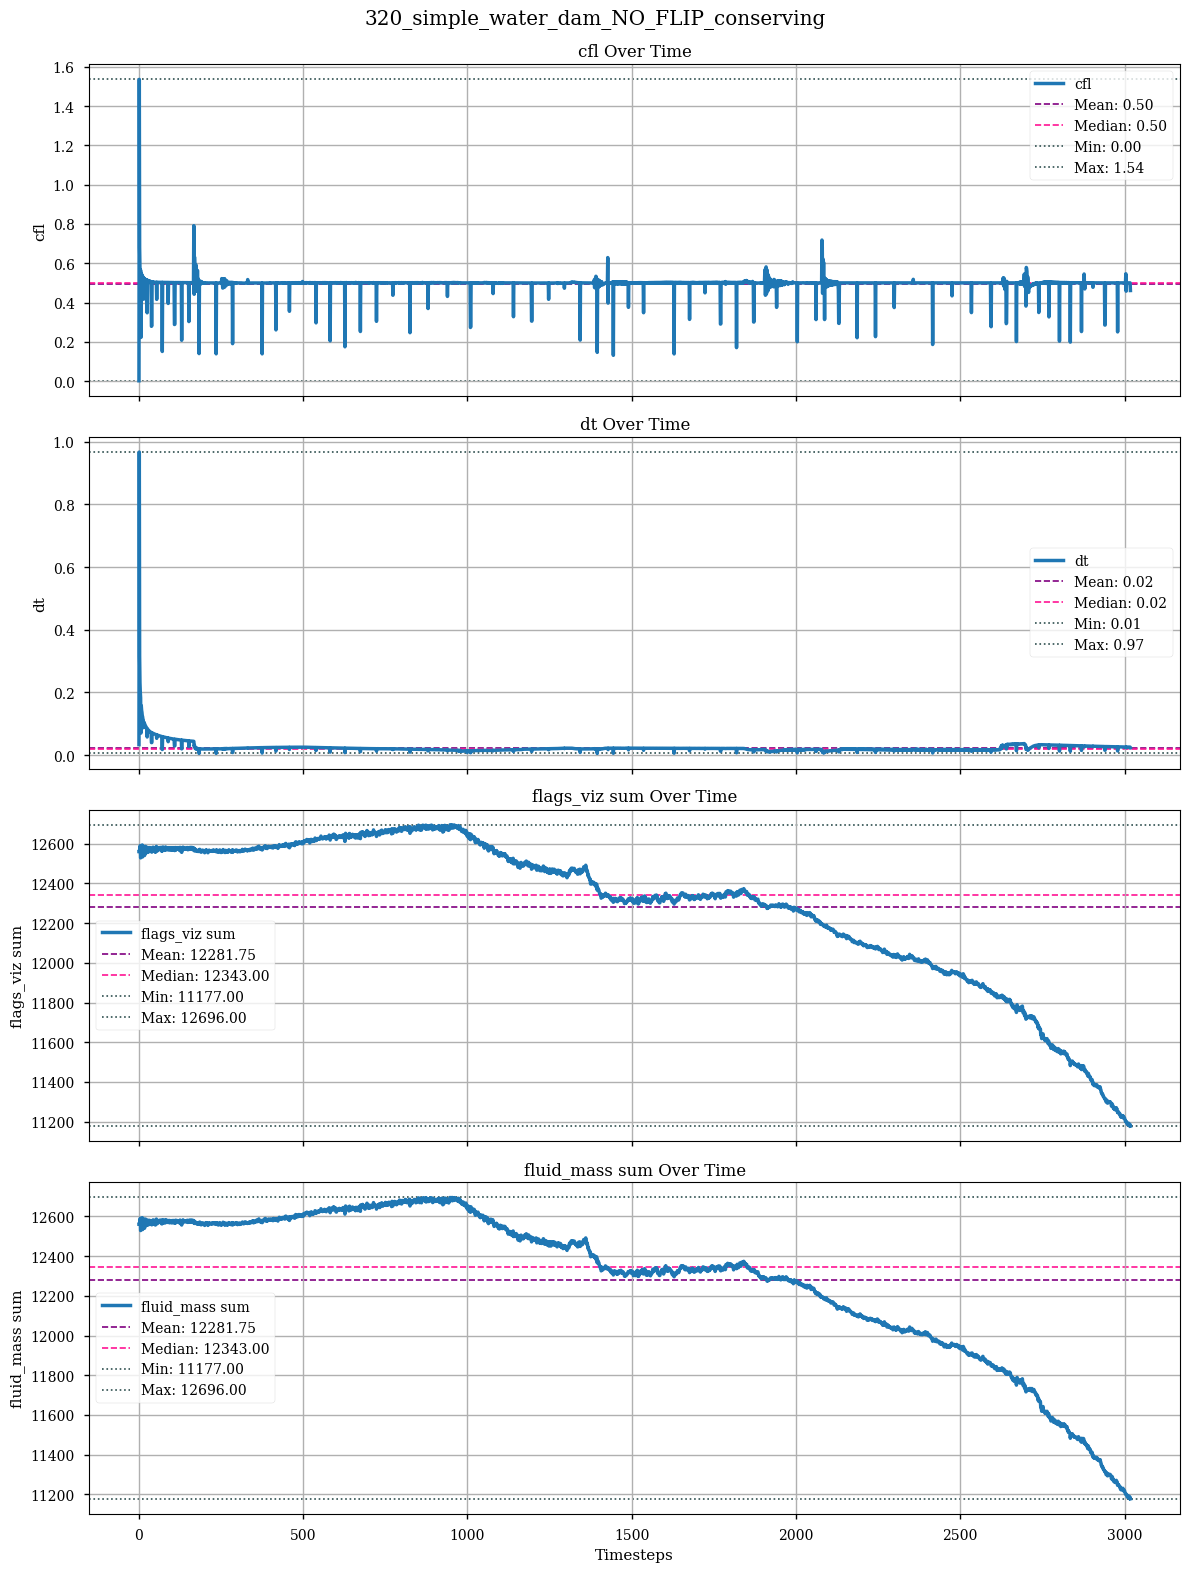 320_simple_water_dam_NO_FLIP_conserving
cfl Over Time
1.6
1.4
1.2
1.0
0.8
0.6
0.4
0.2
0.0
cfl
cfl
Mean: 0.50
Median: 0.50
Min: 0.00
Max: 1.54
dt Over Time
1.0
0.8
0.6
0.4
0.2
0.0
dt
dt
Mean: 0.02
Median: 0.02
Min: 0.01
Max: 0.97
flags_viz sum Over Time
12600
12400
12200
12000
11800
11600
11400
11200
flags_viz sum
flags_viz sum
Mean: 12281.75
Median: 12343.00
Min: 11177.00
Max: 12696.00
fluid_mass sum Over Time
12600
12400
12200
12000
11800
11600
11400
11200
fluid_mass sum
fluid_mass sum
Mean: 12281.75
Median: 12343.00
Min: 11177.00
Max: 12696.00
0 500 1000 1500 2000 2500 3000
Timesteps